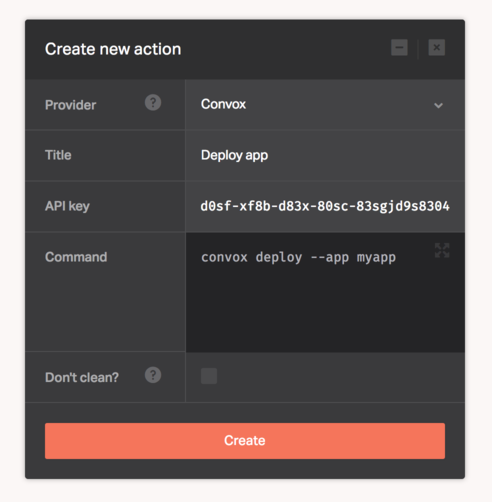 Create new action
Provider ? Convox
Title Deploy app
API key d0sf-xf8b-d83x-80sc-83sgjd9s8304
Command convox deploy --app myapp
Don't clean? ?
Create